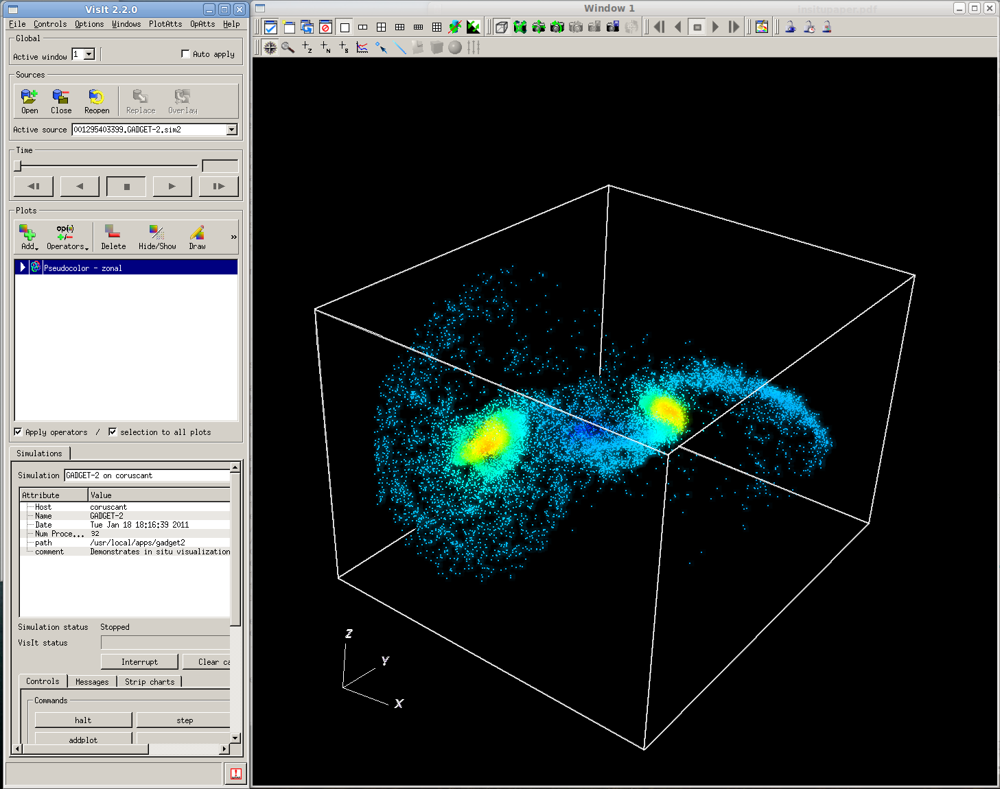 VisIt 2.2.0
File Controls Options Windows PlotAtts OpAtts Help
Global
Active window 1 Auto apply
Sources
Open Close Reopen Replace Overlay
Active source 001295403399.GADGET-2.sim2
Time
Plots
Add Operators Delete Hide/Show Draw »
op(·)
Pseudocolor - zonal
Apply operators / selection to all plots
Simulations
Simulation GADGET-2 on coruscant
Attribute Value
Host coruscant
Name GADGET-2
Date Tue Jan 18 18:16:39 2011
Num Proce... 32
path /usr/local/apps/gadget2
comment Demonstrates in situ visualization
Simulation status Stopped
VisIt status
Interrupt Clear ca
Controls Messages Strip charts
Commands
halt step
addplot
Window 1
insitupaper.pdf
Z N S
Z
Y
X